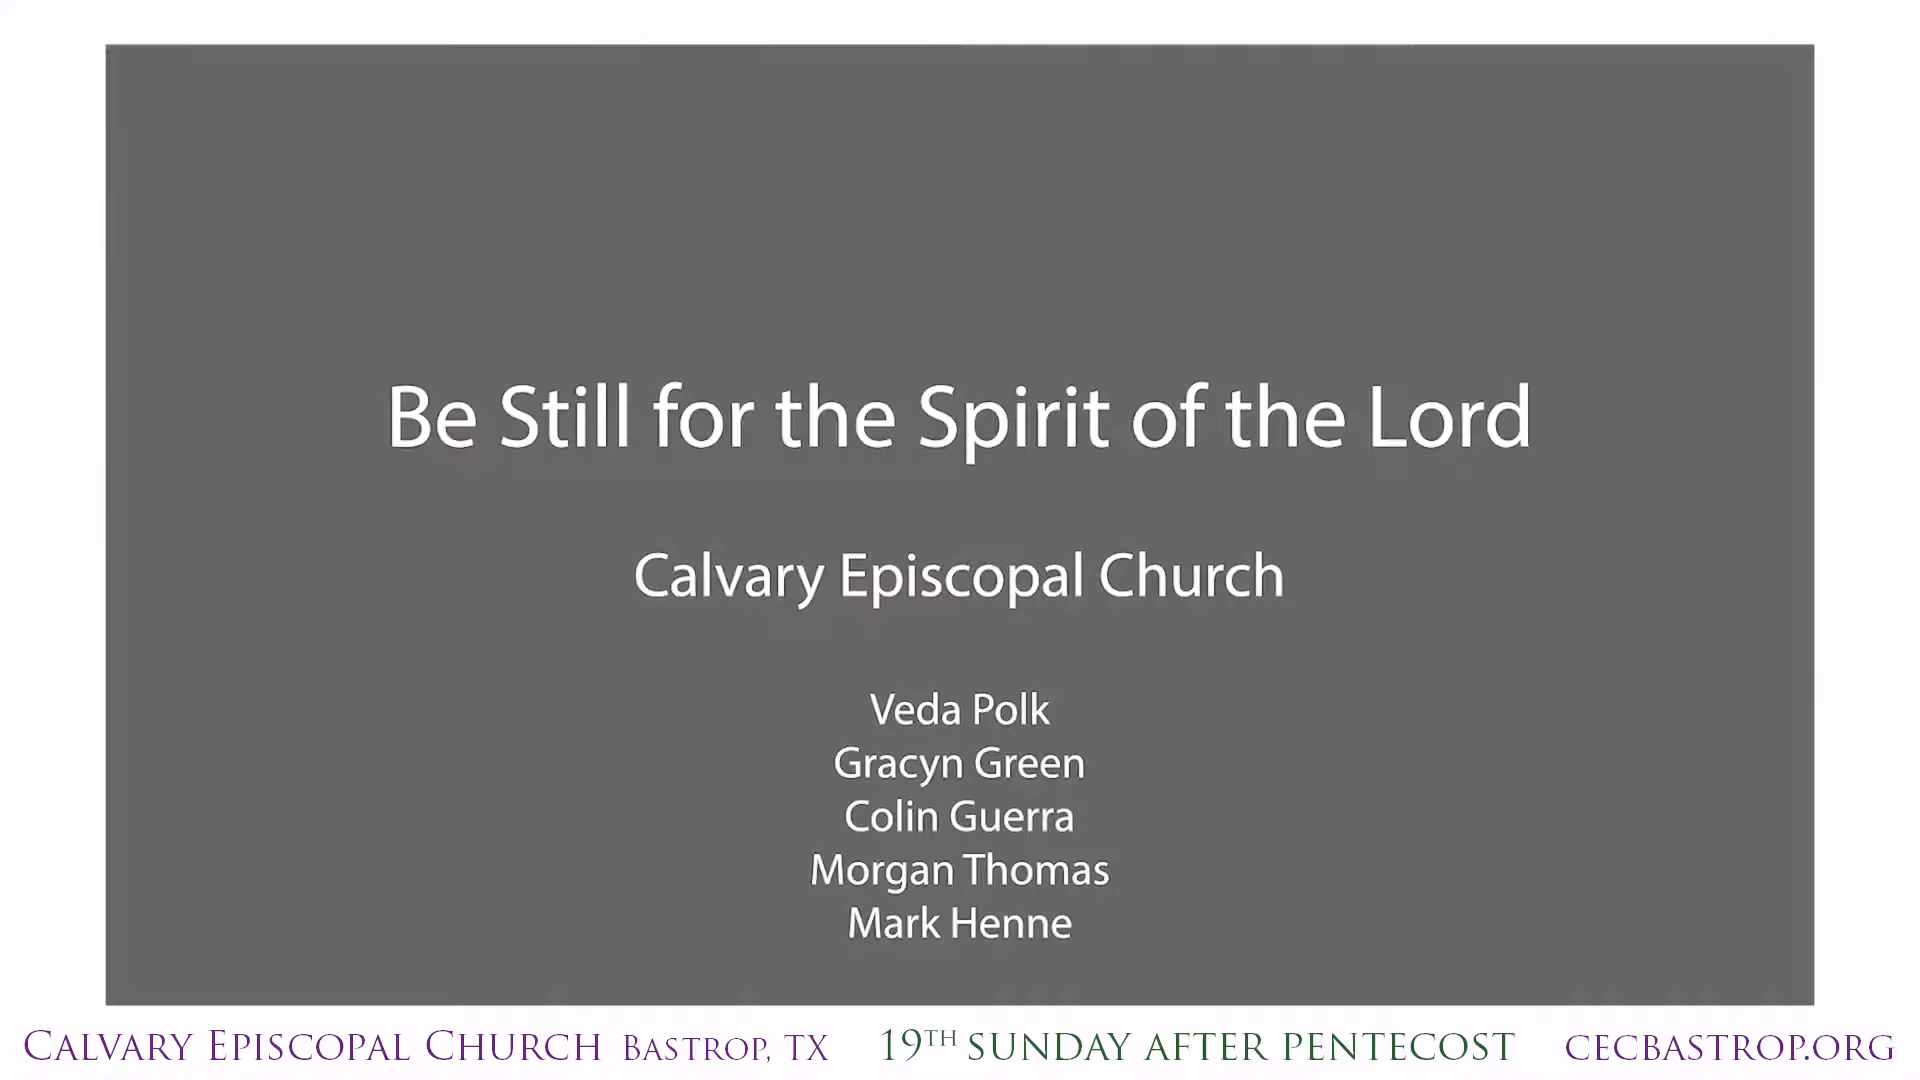 Be Still for the Spirit of the Lord
Calvary Episcopal Church
Veda Polk
Gracyn Green
Colin Guerra
Morgan Thomas
Mark Henne
Calvary Episcopal Church Bastrop, TX 19TH SUNDAY AFTER PENTECOST CECBASTROP.ORG